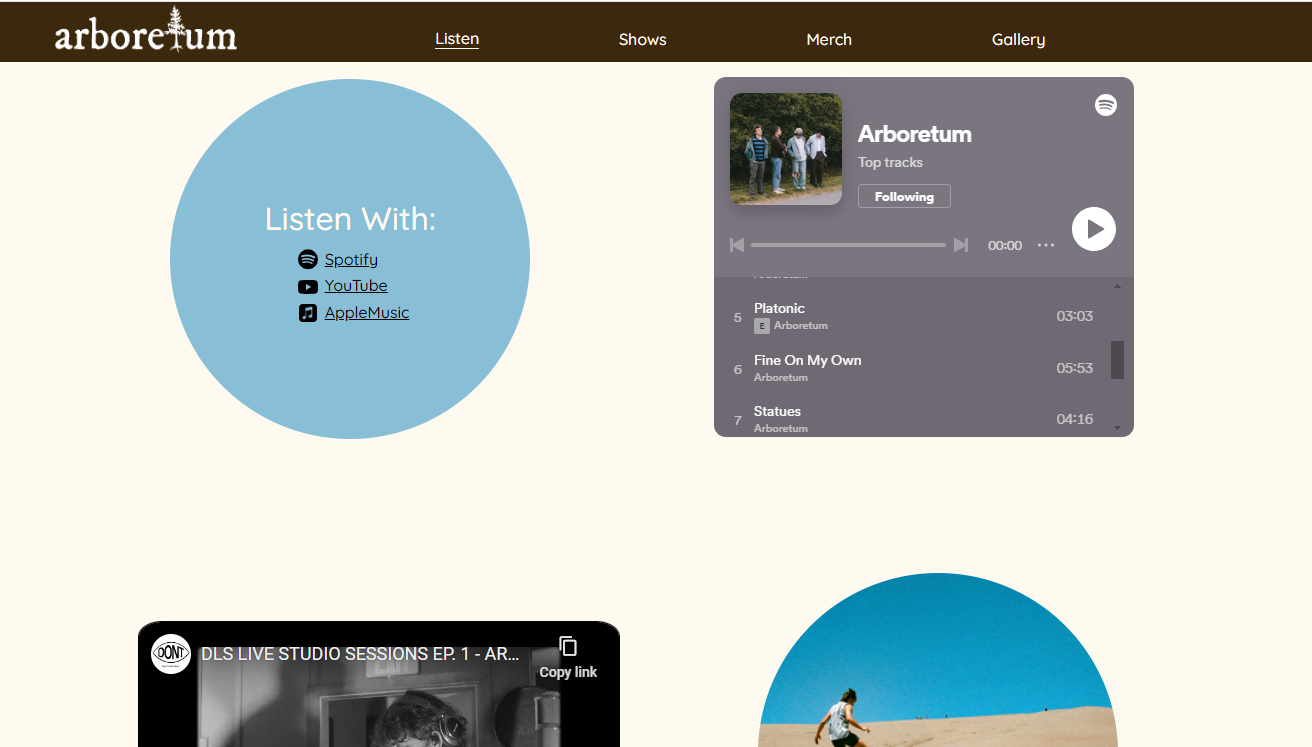 arboretum
Listen
Shows
Merch
Gallery
Listen With:
Spotify
YouTube
AppleMusic
Arboretum
Top tracks
Following
00:00
Arboretum
5
Platonic
E Arboretum
03:03
6
Fine On My Own
Arboretum
05:53
7
Statues
Arboretum
04:16
DONT
DLS LIVE STUDIO SESSIONS EP. 1 - AR...
Copy link